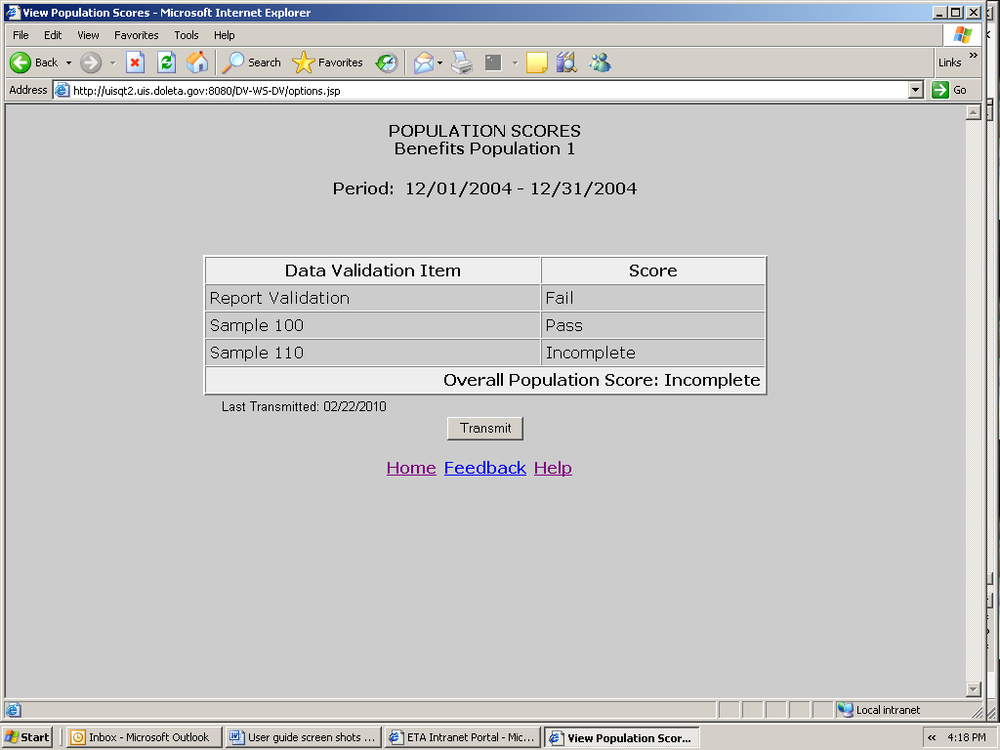 View Population Scores - Microsoft Internet Explorer
File Edit View Favorites Tools Help
Back Search Favorites Links »
Address http://uisqt2.uis.doleta.gov:8080/DV-WS-DV/options.jsp Go
POPULATION SCORES
Benefits Population 1
Period: 12/01/2004 - 12/31/2004
Data Validation Item Score
Report Validation Fail
Sample 100 Pass
Sample 110 Incomplete
Overall Population Score: Incomplete
Last Transmitted: 02/22/2010
Transmit
Home Feedback Help
Local intranet
Start Inbox - Microsoft Outlook User guide screen shots ... ETA Intranet Portal - Mic... View Population Scor... « 4:18 PM